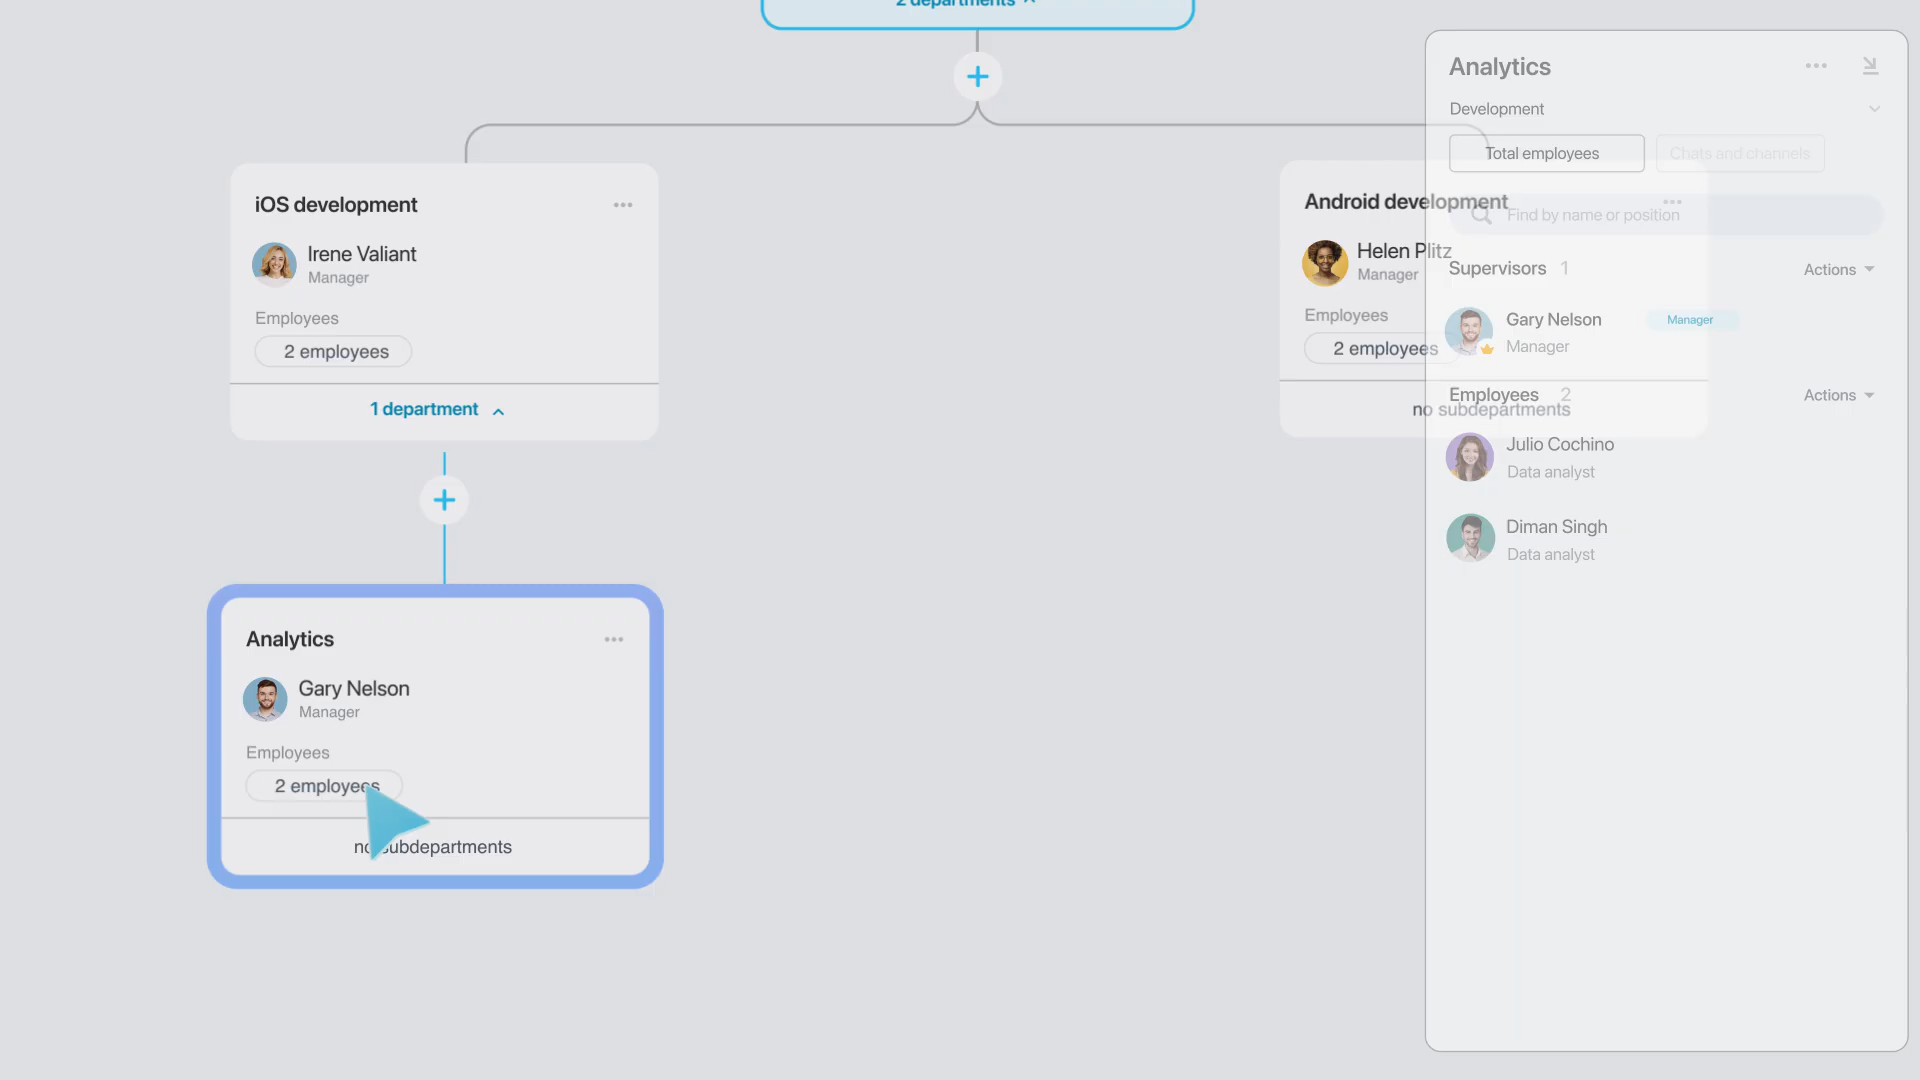 2 departments
iOS development
Irene Valiant
Manager
Employees
2 employees
1 department
Analytics
Gary Nelson
Manager
Employees
2 employees
no subdepartments
Android development
Helen Plitz
Manager
Employees
2 employees
no subdepartments
Analytics
Development
Total employees
Chats and channels
Find by name or position
Supervisors 1
Actions
Gary Nelson
Manager
Manager
Employees 2
Actions
Julio Cochino
Data analyst
Diman Singh
Data analyst